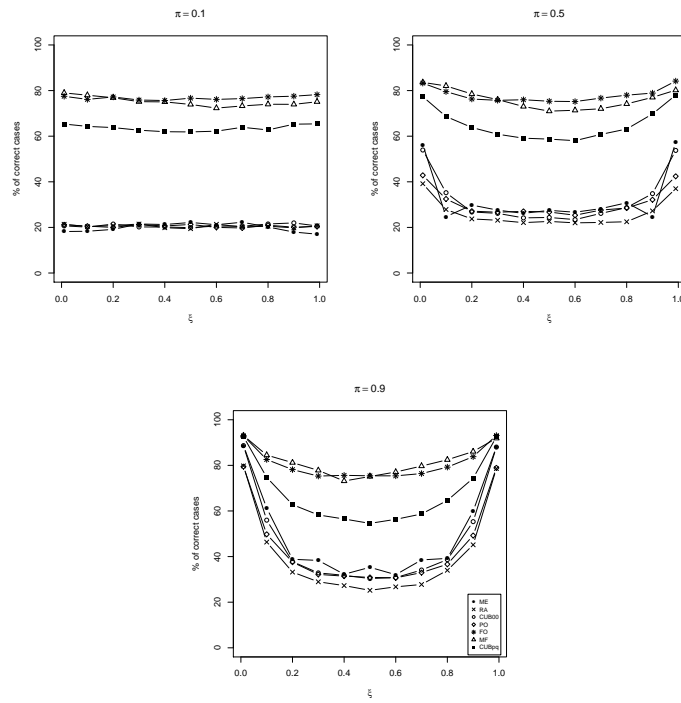 π = 0.1
% of correct cases
100
80
60
40
20
0
0.0 0.2 0.4 0.6 0.8 1.0
ξ
π = 0.5
% of correct cases
100
80
60
40
20
0
0.0 0.2 0.4 0.6 0.8 1.0
ξ
π = 0.9
% of correct cases
100
80
60
40
20
0
0.0 0.2 0.4 0.6 0.8 1.0
ξ
ME
RA
CUB00
PO
FO
MF
CUBpq